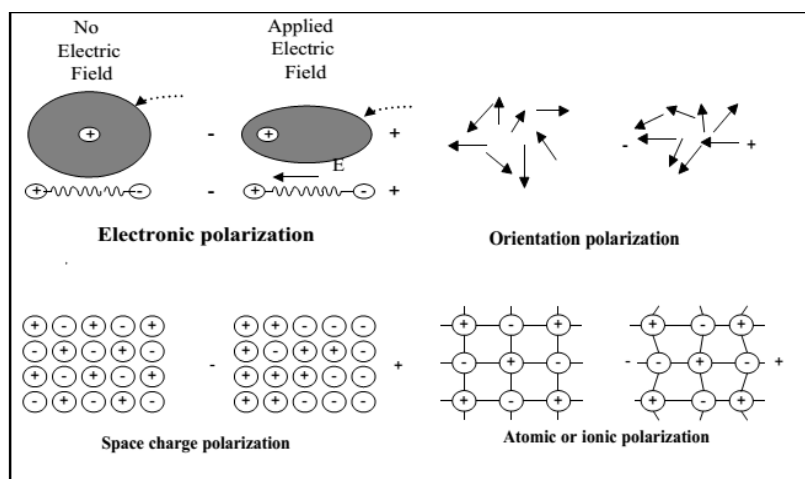 No
Electric
Field
Applied
Electric
Field
+ - + +
- +
+ - - + - +
E
Electronic polarization
Orientation polarization
+ - + - +
- + - + -
+ - + - +
- + - + -
- +
Space charge polarization
+ - +
- + -
+ - +
+ - +
- - + - +
+ - +
Atomic or ionic polarization